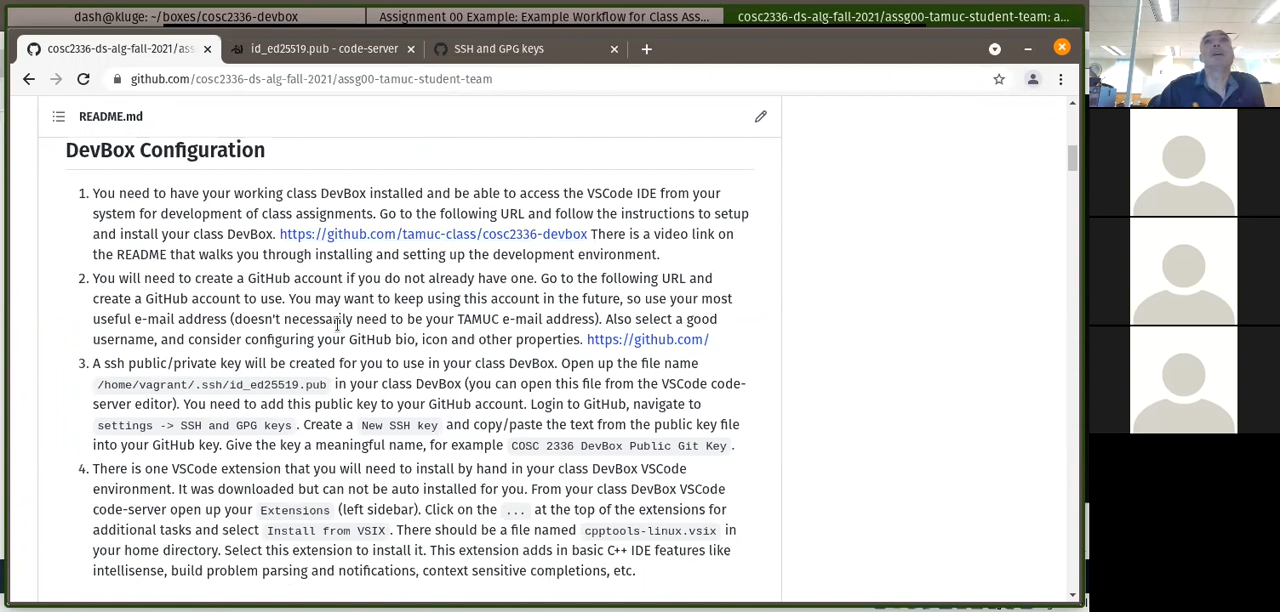 dash@kluge: ~/boxes/cosc2336-devbox
Assignment 00 Example: Example Workflow for Class Ass...
cosc2336-ds-alg-fall-2021/assg00-tamuc-student-team: a...
cosc2336-ds-alg-fall-2021/ass
id_ed25519.pub - code-server
SSH and GPG keys
github.com/cosc2336-ds-alg-fall-2021/assg00-tamuc-student-team
README.md
DevBox Configuration
1. You need to have your working class DevBox installed and be able to access the VSCode IDE from your
system for development of class assignments. Go to the following URL and follow the instructions to setup
and install your class DevBox. https://github.com/tamuc-class/cosc2336-devbox There is a video link on
the README that walks you through installing and setting up the development environment.
2. You will need to create a GitHub account if you do not already have one. Go to the following URL and
create a GitHub account to use. You may want to keep using this account in the future, so use your most
useful e-mail address (doesn't necessarily need to be your TAMUC e-mail address). Also select a good
username, and consider configuring your GitHub bio, icon and other properties. https://github.com/
3. A ssh public/private key will be created for you to use in your class DevBox. Open up the file name
/home/vagrant/.ssh/id_ed25519.pub in your class DevBox (you can open this file from the VSCode code-
server editor). You need to add this public key to your GitHub account. Login to GitHub, navigate to
settings -> SSH and GPG keys . Create a New SSH key and copy/paste the text from the public key file
into your GitHub key. Give the key a meaningful name, for example COSC 2336 DevBox Public Git Key .
4. There is one VSCode extension that you will need to install by hand in your class DevBox VSCode
environment. It was downloaded but can not be auto installed for you. From your class DevBox VSCode
code-server open up your Extensions (left sidebar). Click on the ... at the top of the extensions for
additional tasks and select Install from VSIX . There should be a file named cpptools-linux.vsix in
your home directory. Select this extension to install it. This extension adds in basic C++ IDE features like
intellisense, build problem parsing and notifications, context sensitive completions, etc.